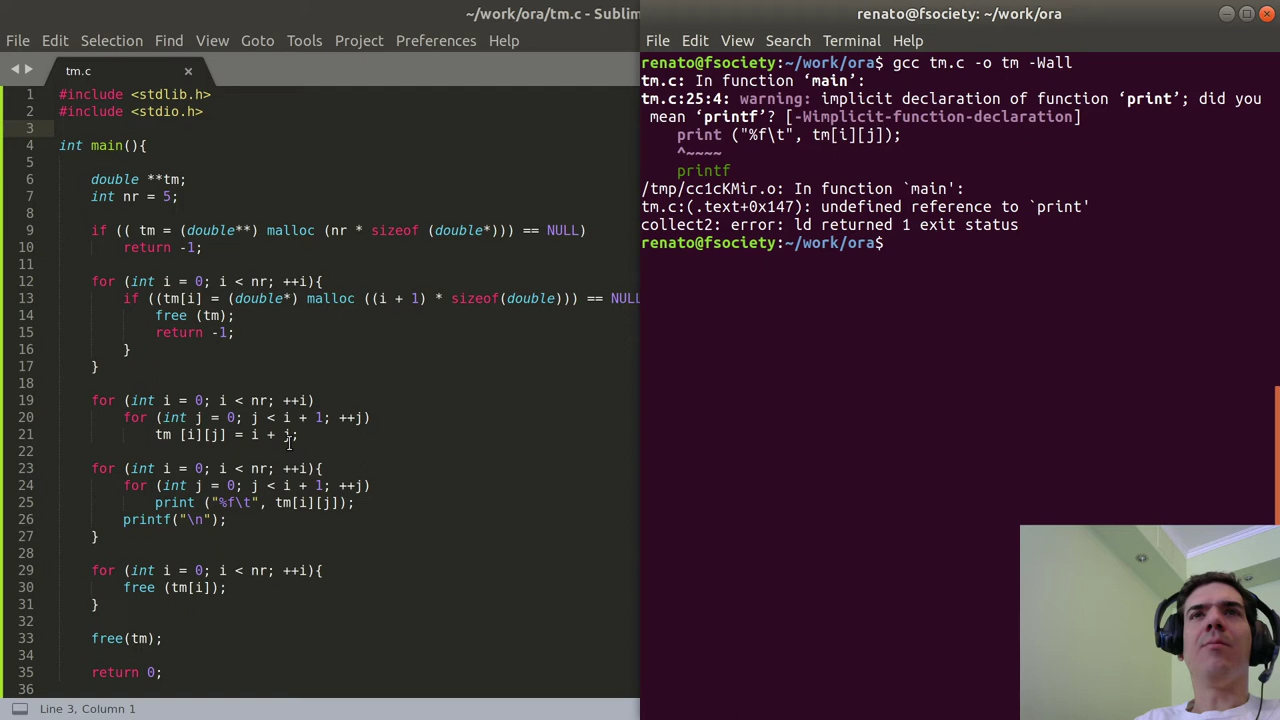 ~/work/ora/tm.c - Sublim
File Edit Selection Find View Goto Tools Project Preferences Help
tm.c
1 #include <stdlib.h>
2 #include <stdio.h>
3
4 int main(){
5
6 double **tm;
7 int nr = 5;
8
9 if (( tm = (double**) malloc (nr * sizeof (double*))) == NULL)
10 return -1;
11
12 for (int i = 0; i < nr; ++i){
13 if ((tm[i] = (double*) malloc ((i + 1) * sizeof(double))) == NULL
14 free (tm);
15 return -1;
16 }
17 }
18
19 for (int i = 0; i < nr; ++i)
20 for (int j = 0; j < i + 1; ++j)
21 tm [i][j] = i + j;
22
23 for (int i = 0; i < nr; ++i){
24 for (int j = 0; j < i + 1; ++j)
25 print ("%f\t", tm[i][j]);
26 printf("\n");
27 }
28
29 for (int i = 0; i < nr; ++i){
30 free (tm[i]);
31 }
32
33 free(tm);
34
35 return 0;
36
Line 3, Column 1
renato@fsociety: ~/work/ora
File Edit View Search Terminal Help
renato@fsociety:~/work/ora$ gcc tm.c -o tm -Wall
tm.c: In function ‘main’:
tm.c:25:4: warning: implicit declaration of function ‘print’; did you
mean ‘printf’? [-Wimplicit-function-declaration]
print ("%f\t", tm[i][j]);
^~~~~
printf
/tmp/cc1cKMir.o: In function `main':
tm.c:(.text+0x147): undefined reference to `print'
collect2: error: ld returned 1 exit status
renato@fsociety:~/work/ora$